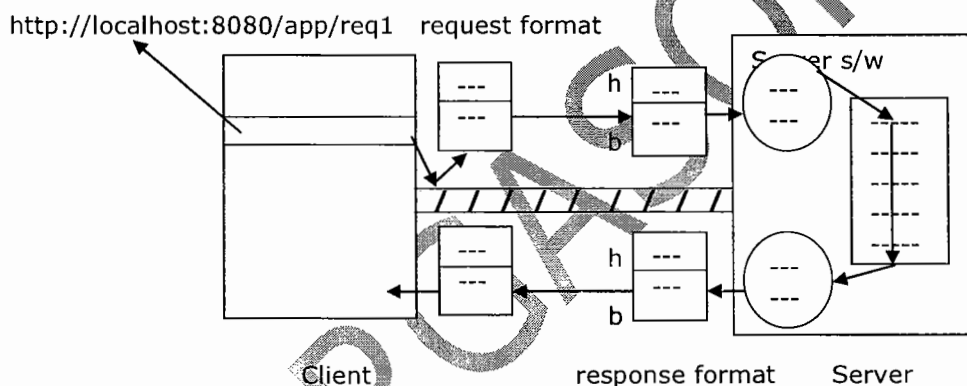 http://localhost:8080/app/req1 request format
Server s/w
h
b
h
b
Client
response format
Server